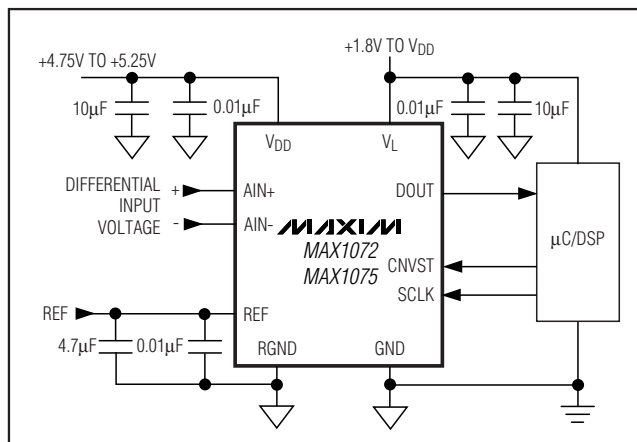 +4.75V TO +5.25V
+1.8V TO VDD
10µF
0.01µF
0.01µF
10µF
VDD
VL
DIFFERENTIAL
INPUT
VOLTAGE
+
-
AIN+
AIN-
DOUT
MAXIM
MAX1072
MAX1075
µC/DSP
CNVST
SCLK
REF
REF
4.7µF
0.01µF
RGND
GND